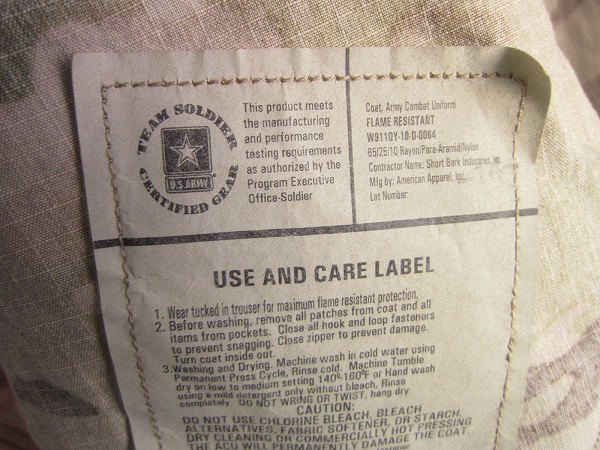 TEAM SOLDIER
U.S. ARMY
CERTIFIED GEAR
This product meets
the manufacturing
and performance
testing requirements
as authorized by the
Program Executive
Office-Soldier
Coat, Army Combat Uniform
FLAME RESISTANT
W911QY-10-D-0064
65/25/10 Rayon/Para-Aramid/Nylon
Contractor Name: Short Bark Industries, Inc.
Mfg by: American Apparel, Inc.
Lot Number:
USE AND CARE LABEL
1. Wear tucked in trouser for maximum flame resistant protection.
2. Before washing, remove all patches from coat and all
items from pockets. Close all hook and loop fasteners
to prevent snagging. Close zipper to prevent damage.
Turn coat inside out.
3.Washing and Drying. Machine wash in cold water using
Permanent Press Cycle, Rinse cold. Machine Tumble
dry on low to medium setting 140°-160°F or Hand wash
using a mild detergent only without bleach. Rinse
completely. DO NOT WRING OR TWIST, hang dry
CAUTION:
DO NOT USE CHLORINE BLEACH, BLEACH
ALTERNATIVES, FABRIC SOFTENER, OR STARCH.
DRY CLEANING OR COMMERCIALLY HOT PRESSING
THE ACU WILL PERMANENTLY DAMAGE THE COAT.